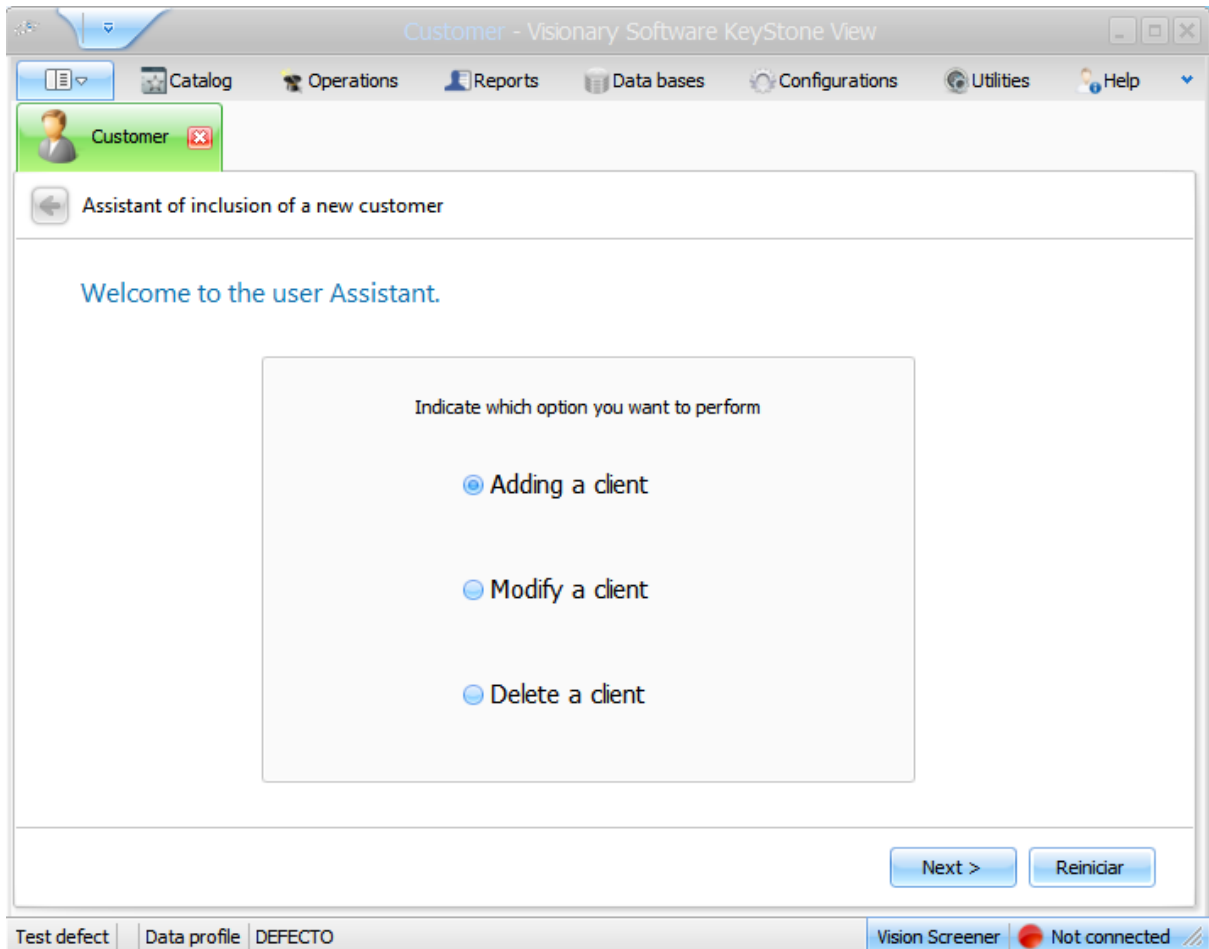 Customer - Visionary Software KeyStone View
Catalog Operations Reports Data bases Configurations Utilities Help
Customer
Assistant of inclusion of a new customer
Welcome to the user Assistant.
Indicate which option you want to perform
Adding a client
Modify a client
Delete a client
Next > Reiniciar
Test defect Data profile DEFECTO Vision Screener Not connected